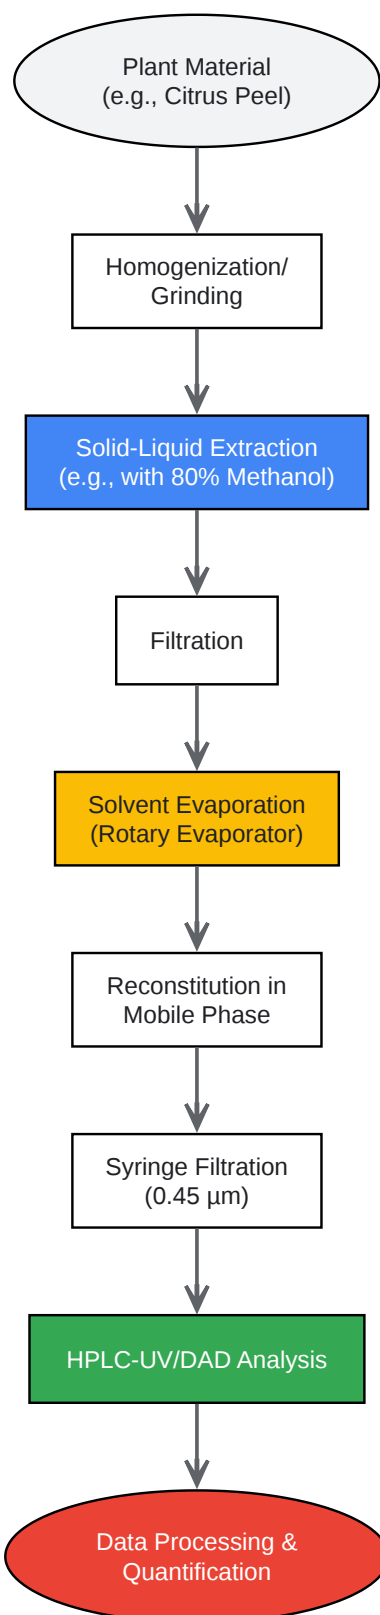 Plant Material
(e.g., Citrus Peel)
Homogenization/
Grinding
Solid-Liquid Extraction
(e.g., with 80% Methanol)
Filtration
Solvent Evaporation
(Rotary Evaporator)
Reconstitution in
Mobile Phase
Syringe Filtration
(0.45 µm)
HPLC-UV/DAD Analysis
Data Processing &
Quantification